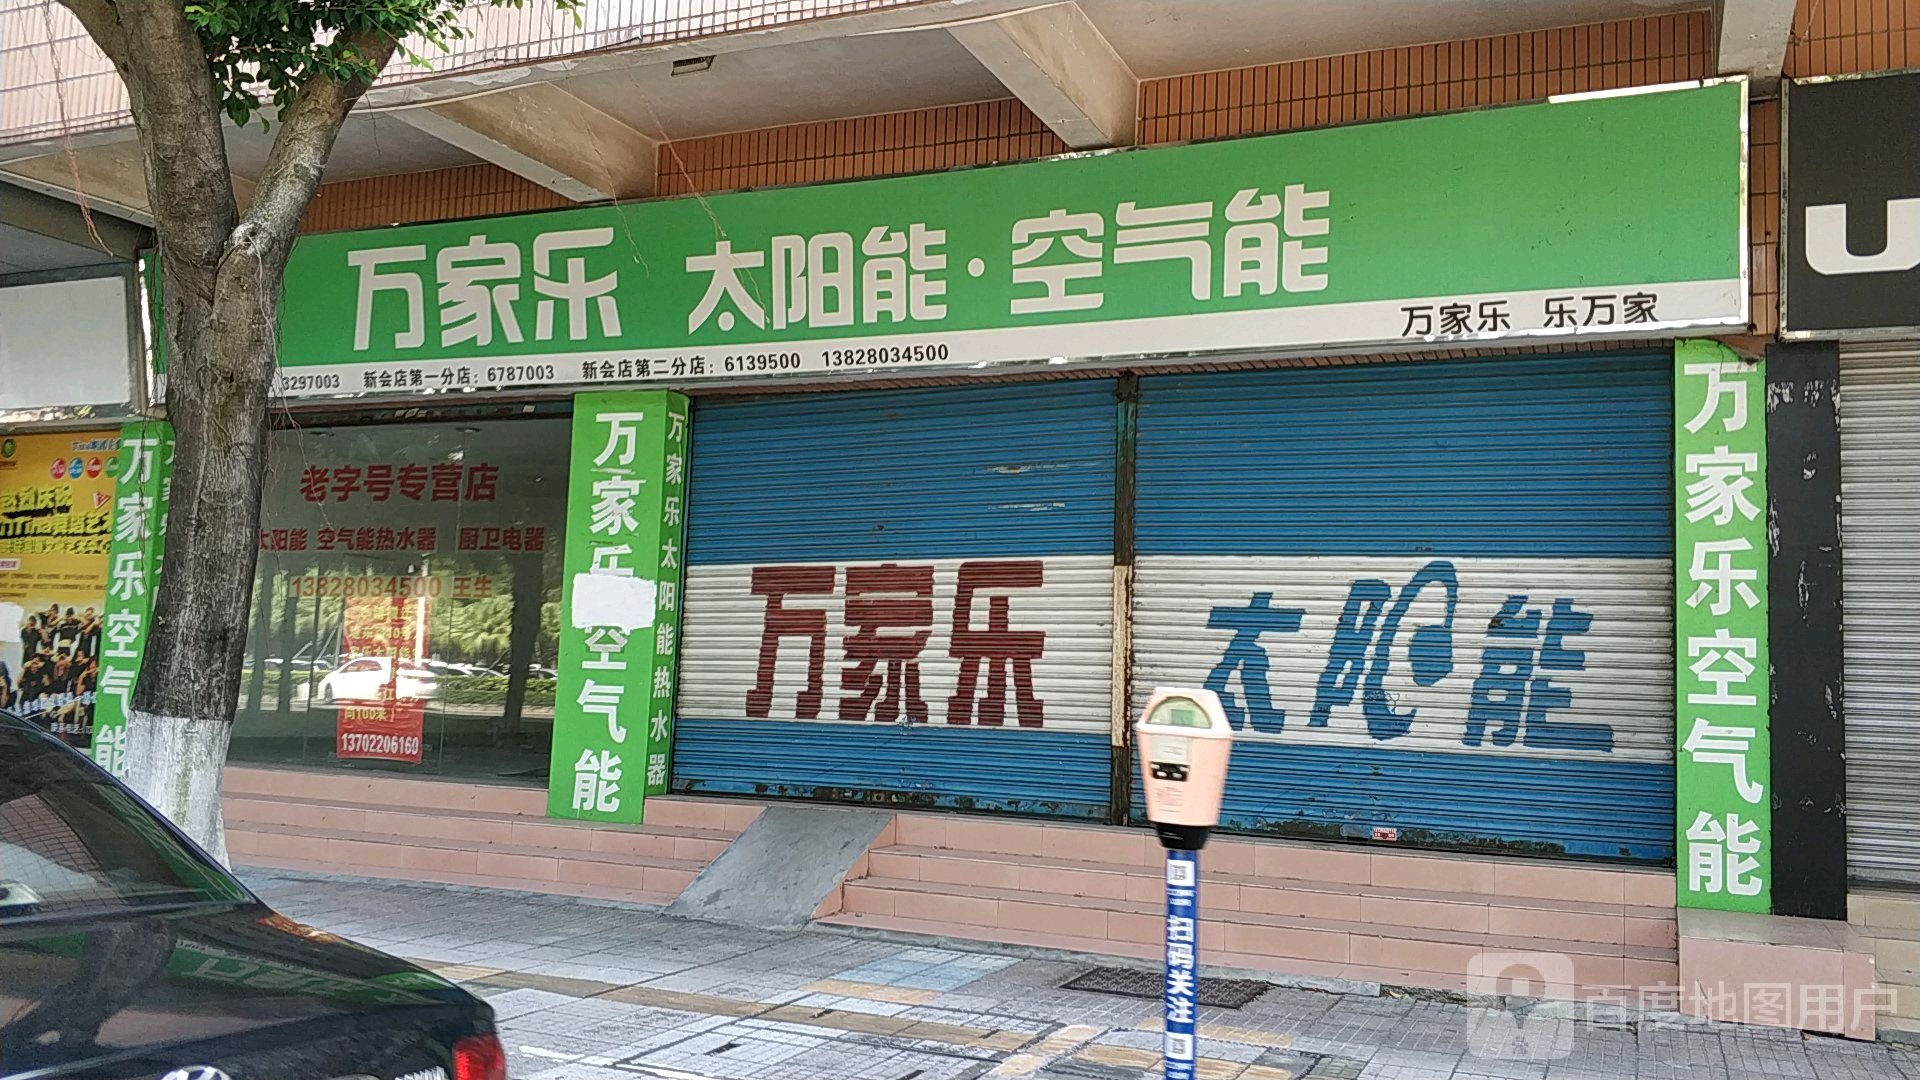 万家乐 太阳能·空气能
万家乐 乐万家
3297003 新会店第一分店：6787003 新会店第二分店：6139500 13828034500
万家乐空气能
老字号专营店
太阳能 空气能热水器 厨卫电器
13828034500 王生
向100米
13702206160
万家乐空气能
万家乐太阳能热水器
万家乐
太阳能
万家乐空气能
扫码关注
百度地图用户